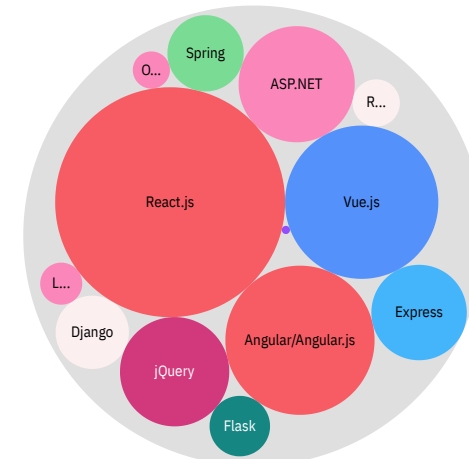 Spring
O...
ASP.NET
R...
React.js
Vue.js
L...
Express
Django
Angular/Angular.js
jQuery
Flask